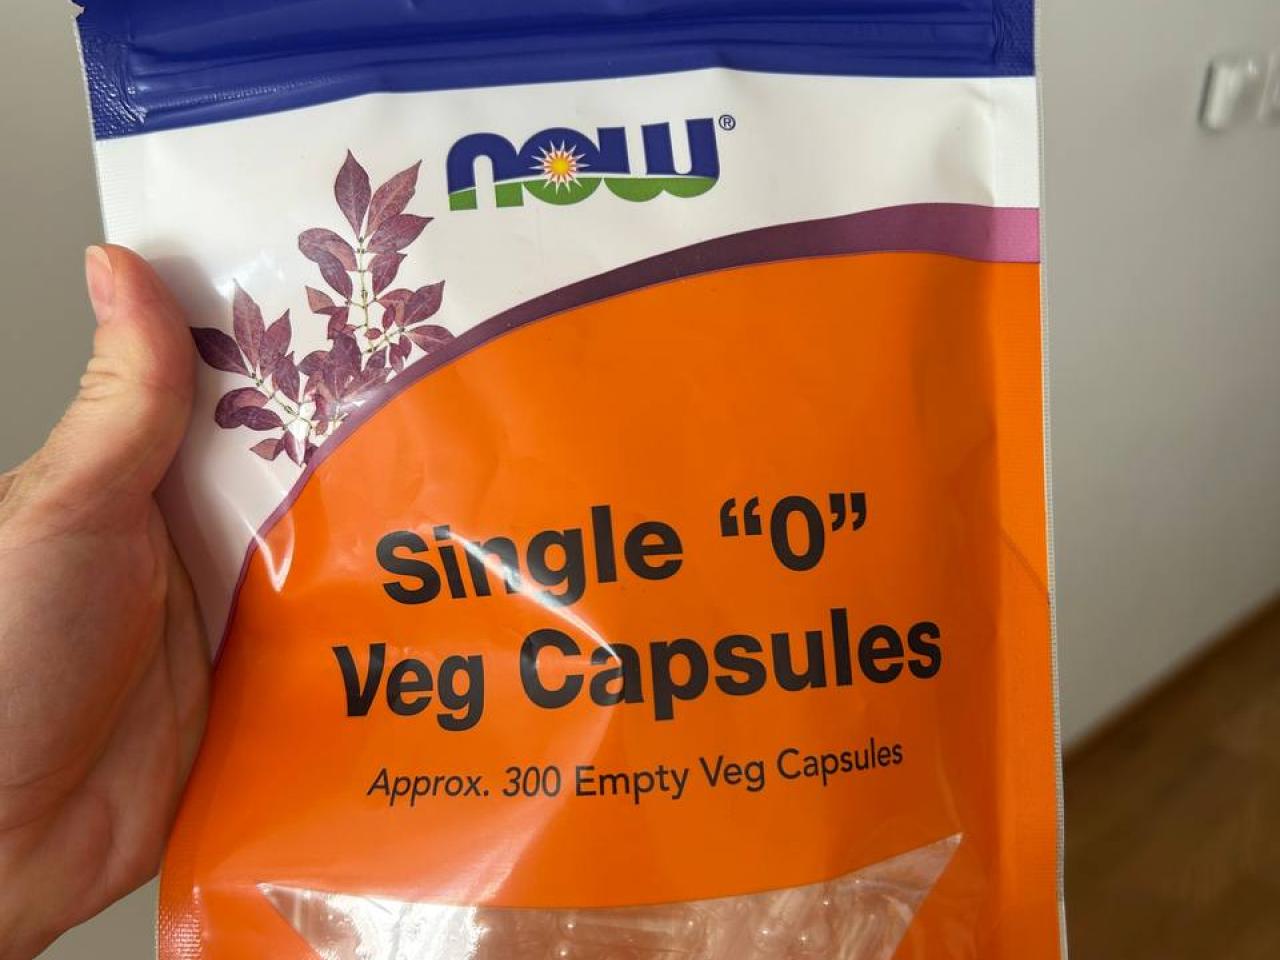 now®
Single “0”
Veg Capsules
Approx. 300 Empty Veg Capsules